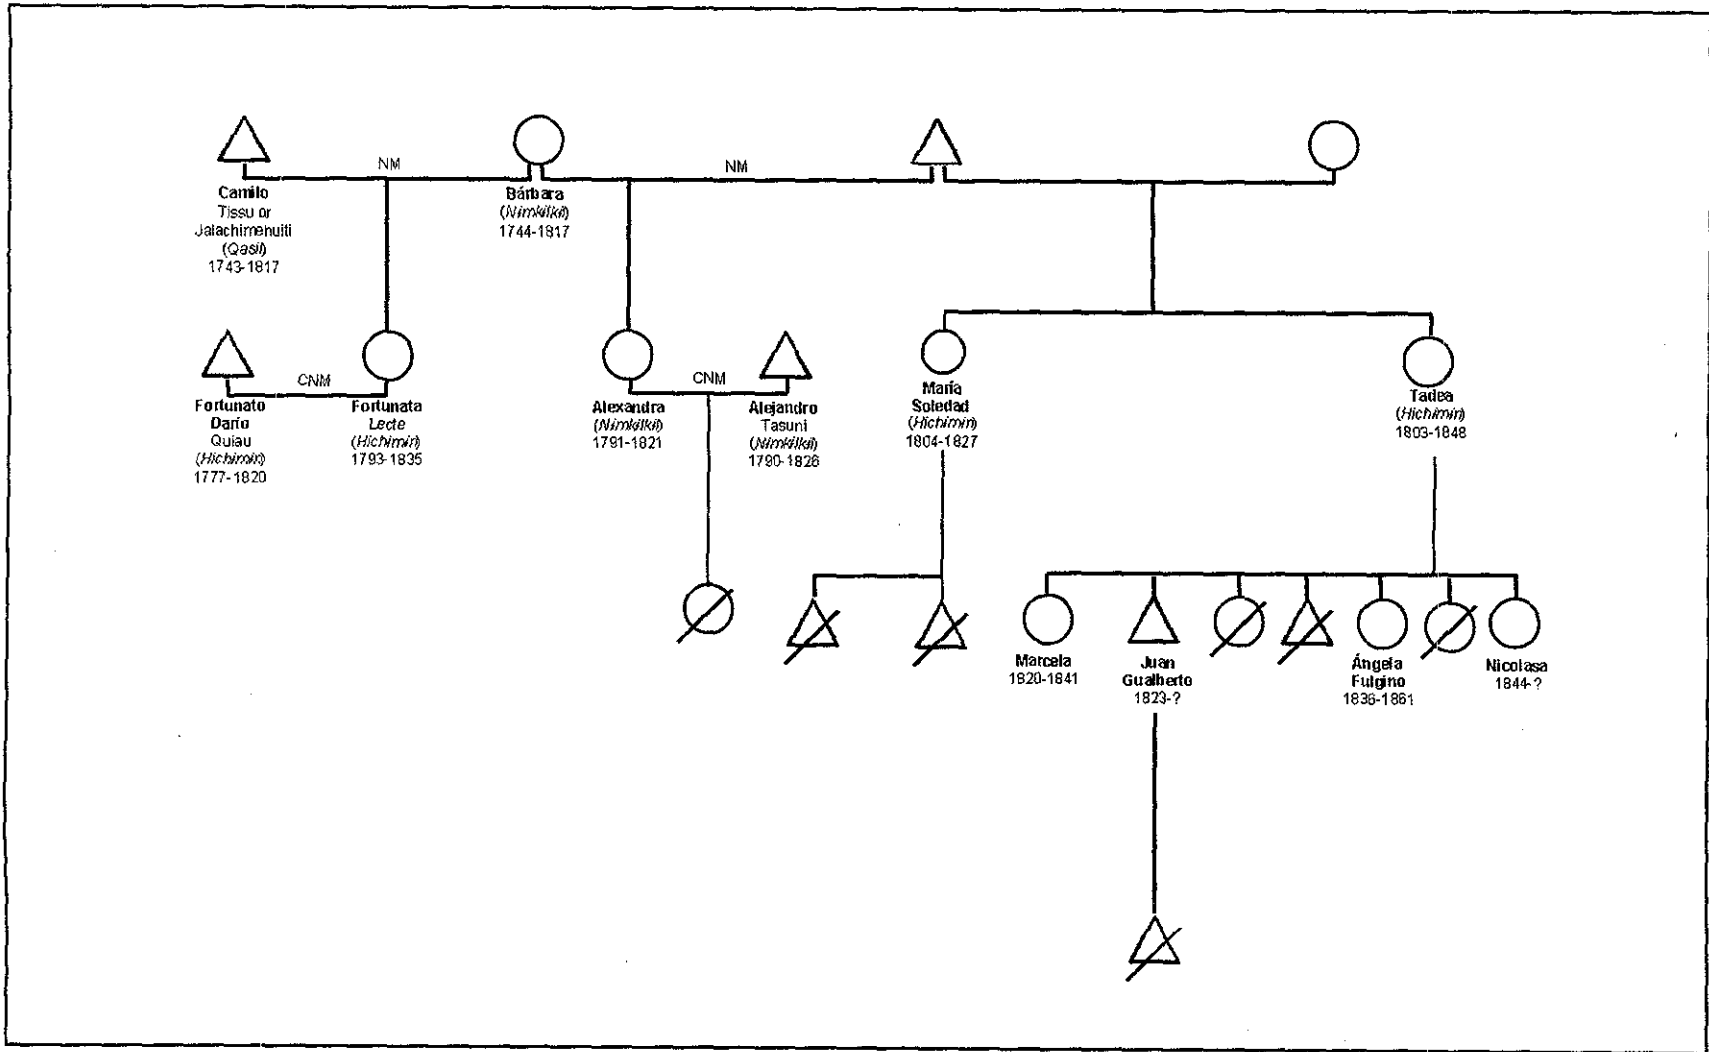 NM
NM
Camilo
Tissu or
Jalachimehuiti
(Qasil)
1743-1817
Bárbara
(Nimkilkil)
1744-1817
CNM
CNM
Fortunato
Darío
Quiau
(Hichimin)
1777-1820
Fortunata
Lecte
(Hichimin)
1793-1835
Alexandra
(Nimkilkil)
1791-1821
Alejandro
Tasuni
(Nimkilkil)
1790-1826
María
Soledad
(Hichimin)
1804-1827
Tadea
(Hichimin)
1803-1848
Marcela
1820-1841
Juan
Gualberto
1823-?
Ángela
Fulgino
1836-1861
Nicolasa
1844-?